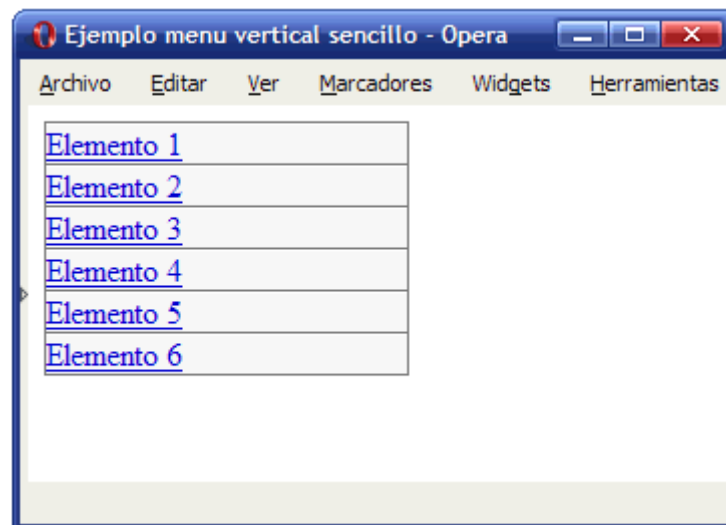 Ejemplo menu vertical sencillo - Opera
Archivo Editar Ver Marcadores Widgets Herramientas
Elemento 1
Elemento 2
Elemento 3
Elemento 4
Elemento 5
Elemento 6